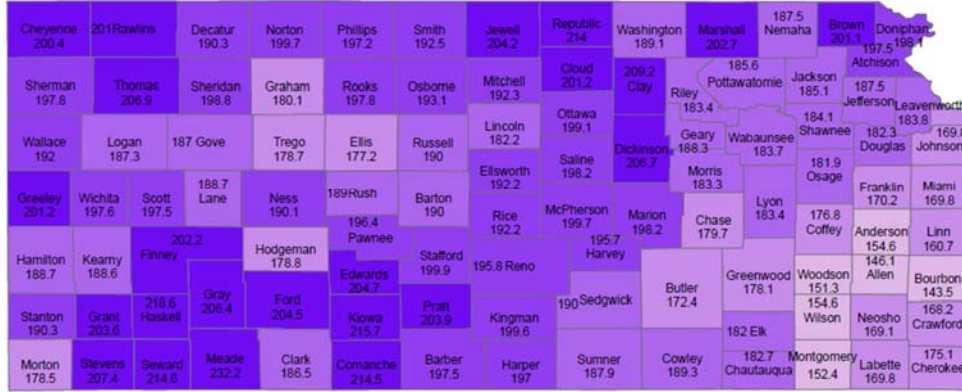 Cheyenne
200.4
201Rawlins
Decatur
190.3
Norton
199.7
Phillips
197.2
Smith
192.5
Jewell
204.2
Republic
214
Washington
189.1
Marshall
202.7
187.5
Nemaha
Brown
201.1
Doniphan
198.1
197.5
Atchison
Sherman
197.8
Thomas
206.9
Sheridan
198.8
Graham
180.1
Rooks
197.8
Osborne
193.1
Mitchell
192.3
Cloud
201.2
209.2
Clay
Riley
183.4
185.6
Pottawatomie
Jackson
185.1
187.5
Jefferson
Leavenworth
183.8
Wallace
192
Logan
187.3
187 Gove
Trego
178.7
Ellis
177.2
Russell
190
Lincoln
182.2
Ottawa
199.1
Dickinson
206.7
Geary
188.3
Wabaunsee
183.7
184.1
Shawnee
182.3
Douglas
169.8
Johnson
Greeley
201.2
Wichita
197.6
Scott
197.5
188.7
Lane
Ness
190.1
189Rush
Barton
190
Ellsworth
192.2
Saline
198.2
Morris
183.3
181.9
Osage
Franklin
170.2
Miami
169.8
Hamilton
188.7
Kearny
188.6
202.2
Finney
Hodgeman
178.8
196.4
Pawnee
Stafford
199.9
Rice
192.2
McPherson
199.7
Marion
198.2
Chase
179.7
Lyon
183.4
176.8
Coffey
Anderson
154.6
Linn
160.7
Stanton
190.3
Grant
203.6
218.6
Haskell
Gray
206.4
Ford
204.5
Edwards
204.7
Kiowa
215.7
Pratt
203.9
195.8 Reno
195.7
Harvey
190 Sedgwick
Butler
172.4
Greenwood
178.1
Woodson
151.3
146.1
Allen
Bourbon
143.5
Kingman
199.6
154.6
Wilson
Neosho
169.1
168.2
Crawford
Morton
178.5
Stevens
207.4
Seward
214.6
Meade
232.2
Clark
186.5
Comanche
214.5
Barber
197.5
Harper
197
Sumner
187.9
Cowley
189.3
182 Elk
182.7
Chautauqua
Montgomery
152.4
Labette
169.8
175.1
Cherokee